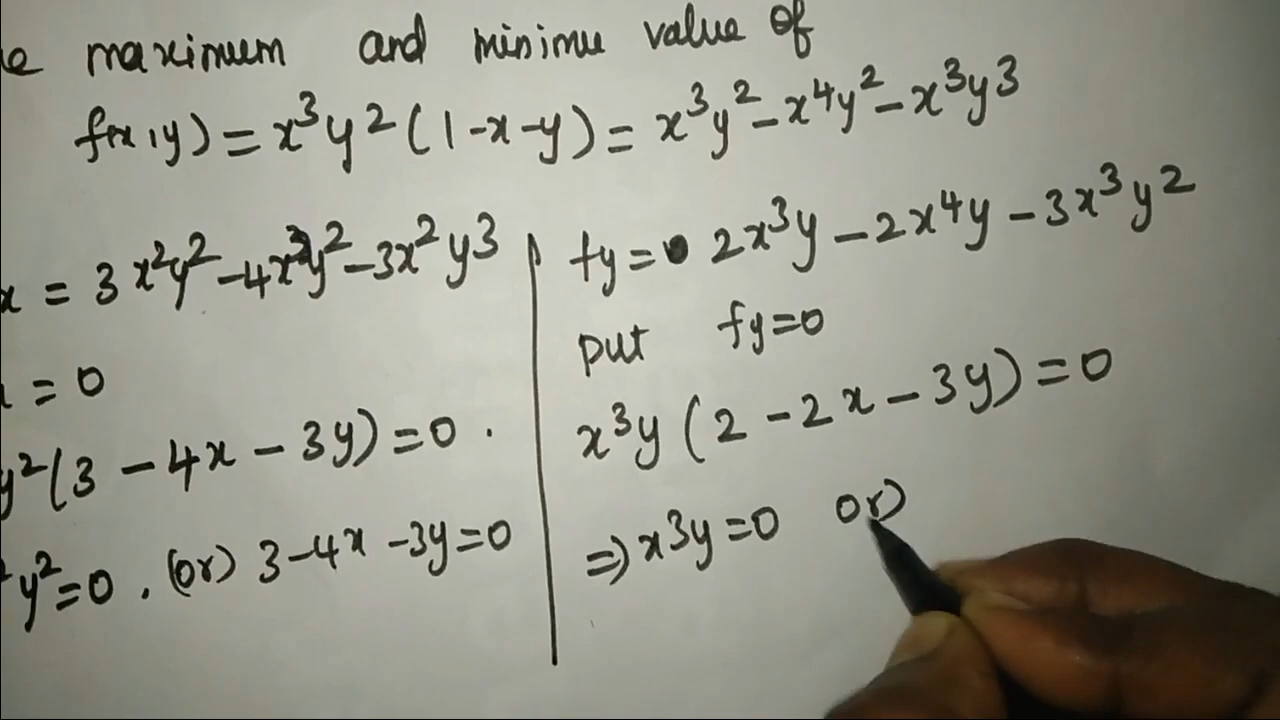 e maximum and minimu value of
f(x,y) = x³y²(1-x-y) = x³y² - x⁴y² - x³y3
x = 3x²y² - 4x³y² - 3x²y3
= 0
y²(3 - 4x - 3y) = 0 .
²y² = 0 . (or) 3 - 4x - 3y = 0
fy = 2x³y - 2x⁴y - 3x³y²
put fy = 0
x³y (2 - 2x - 3y) = 0
⇒ x³y = 0 or)